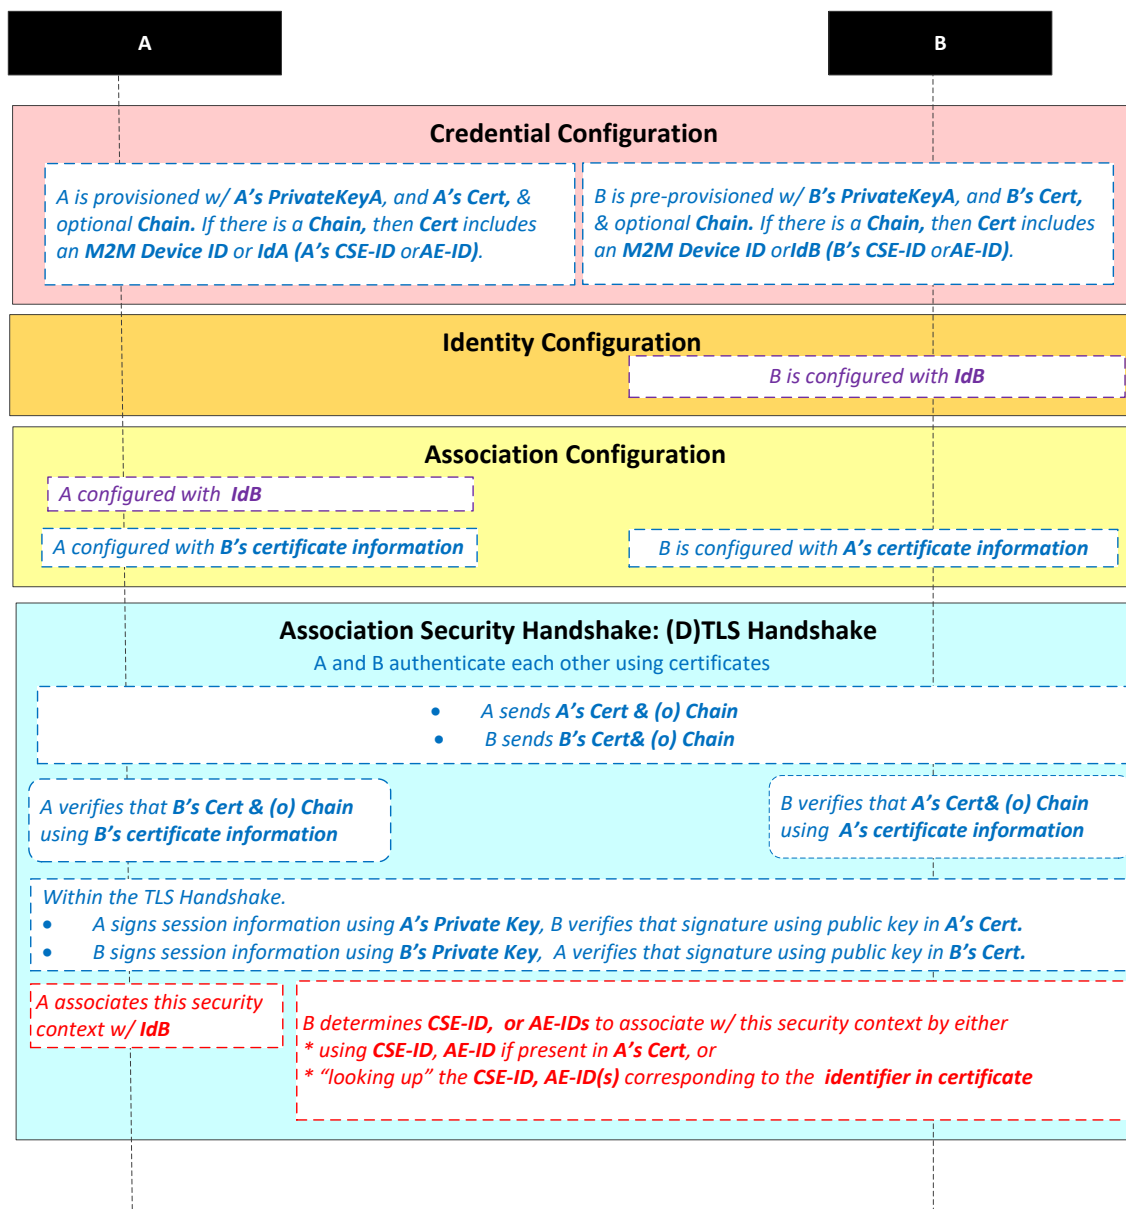 A
B
Credential Configuration
A is provisioned w/ A’s PrivateKeyA, and A’s Cert, &
optional Chain. If there is a Chain, then Cert includes
an M2M Device ID or IdA (A’s CSE-ID orAE-ID).
B is pre-provisioned w/ B’s PrivateKeyA, and B’s Cert,
& optional Chain. If there is a Chain, then Cert includes
an M2M Device ID orIdB (B’s CSE-ID orAE-ID).
Identity Configuration
B is configured with IdB
Association Configuration
A configured with IdB
A configured with B’s certificate information
B is configured with A’s certificate information
Association Security Handshake: (D)TLS Handshake
A and B authenticate each other using certificates
• A sends A’s Cert & (o) Chain
• B sends B’s Cert& (o) Chain
A verifies that B’s Cert & (o) Chain
using B’s certificate information
B verifies that A’s Cert& (o) Chain
using A’s certificate information
Within the TLS Handshake.
• A signs session information using A’s Private Key, B verifies that signature using public key in A’s Cert.
• B signs session information using B’s Private Key, A verifies that signature using public key in B’s Cert.
A associates this security
context w/ IdB
B determines CSE-ID, or AE-IDs to associate w/ this security context by either
* using CSE-ID, AE-ID if present in A’s Cert, or
* “looking up” the CSE-ID, AE-ID(s) corresponding to the identifier in certificate